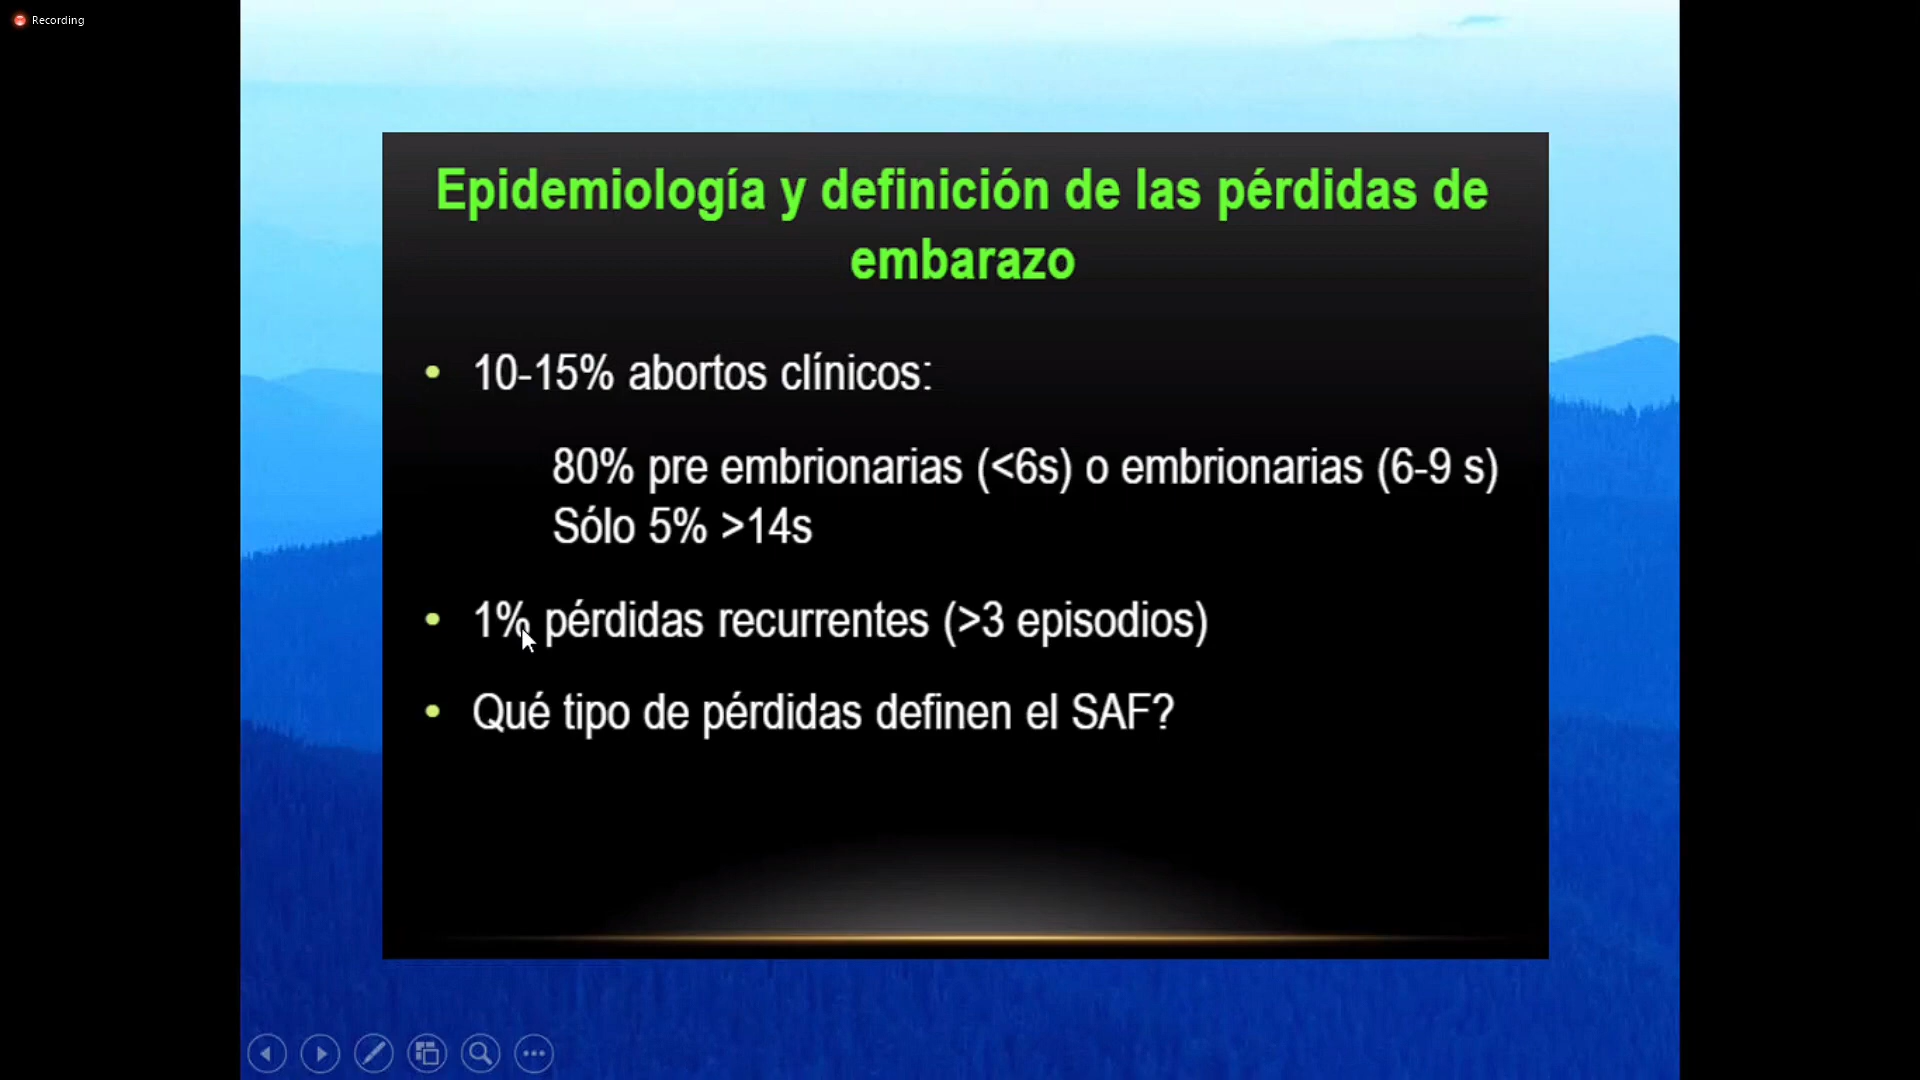 Recording
Epidemiología y definición de las pérdidas de
embarazo
• 10-15% abortos clínicos:
80% pre embrionarias (<6s) o embrionarias (6-9 s)
Sólo 5% >14s
• 1% pérdidas recurrentes (>3 episodios)
• Qué tipo de pérdidas definen el SAF?